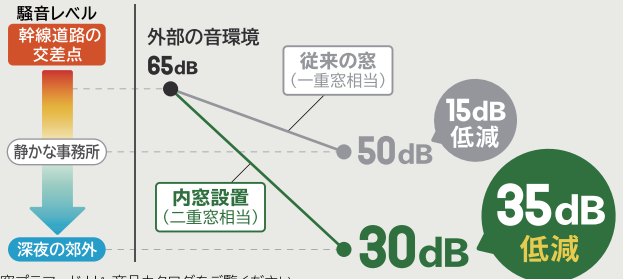 騒音レベル
幹線道路の
交差点
静かな事務所
深夜の郊外
外部の音環境
65dB
従来の窓
(一重窓相当)
内窓設置
(二重窓相当)
50dB
30dB
15dB
低減
35dB
低減